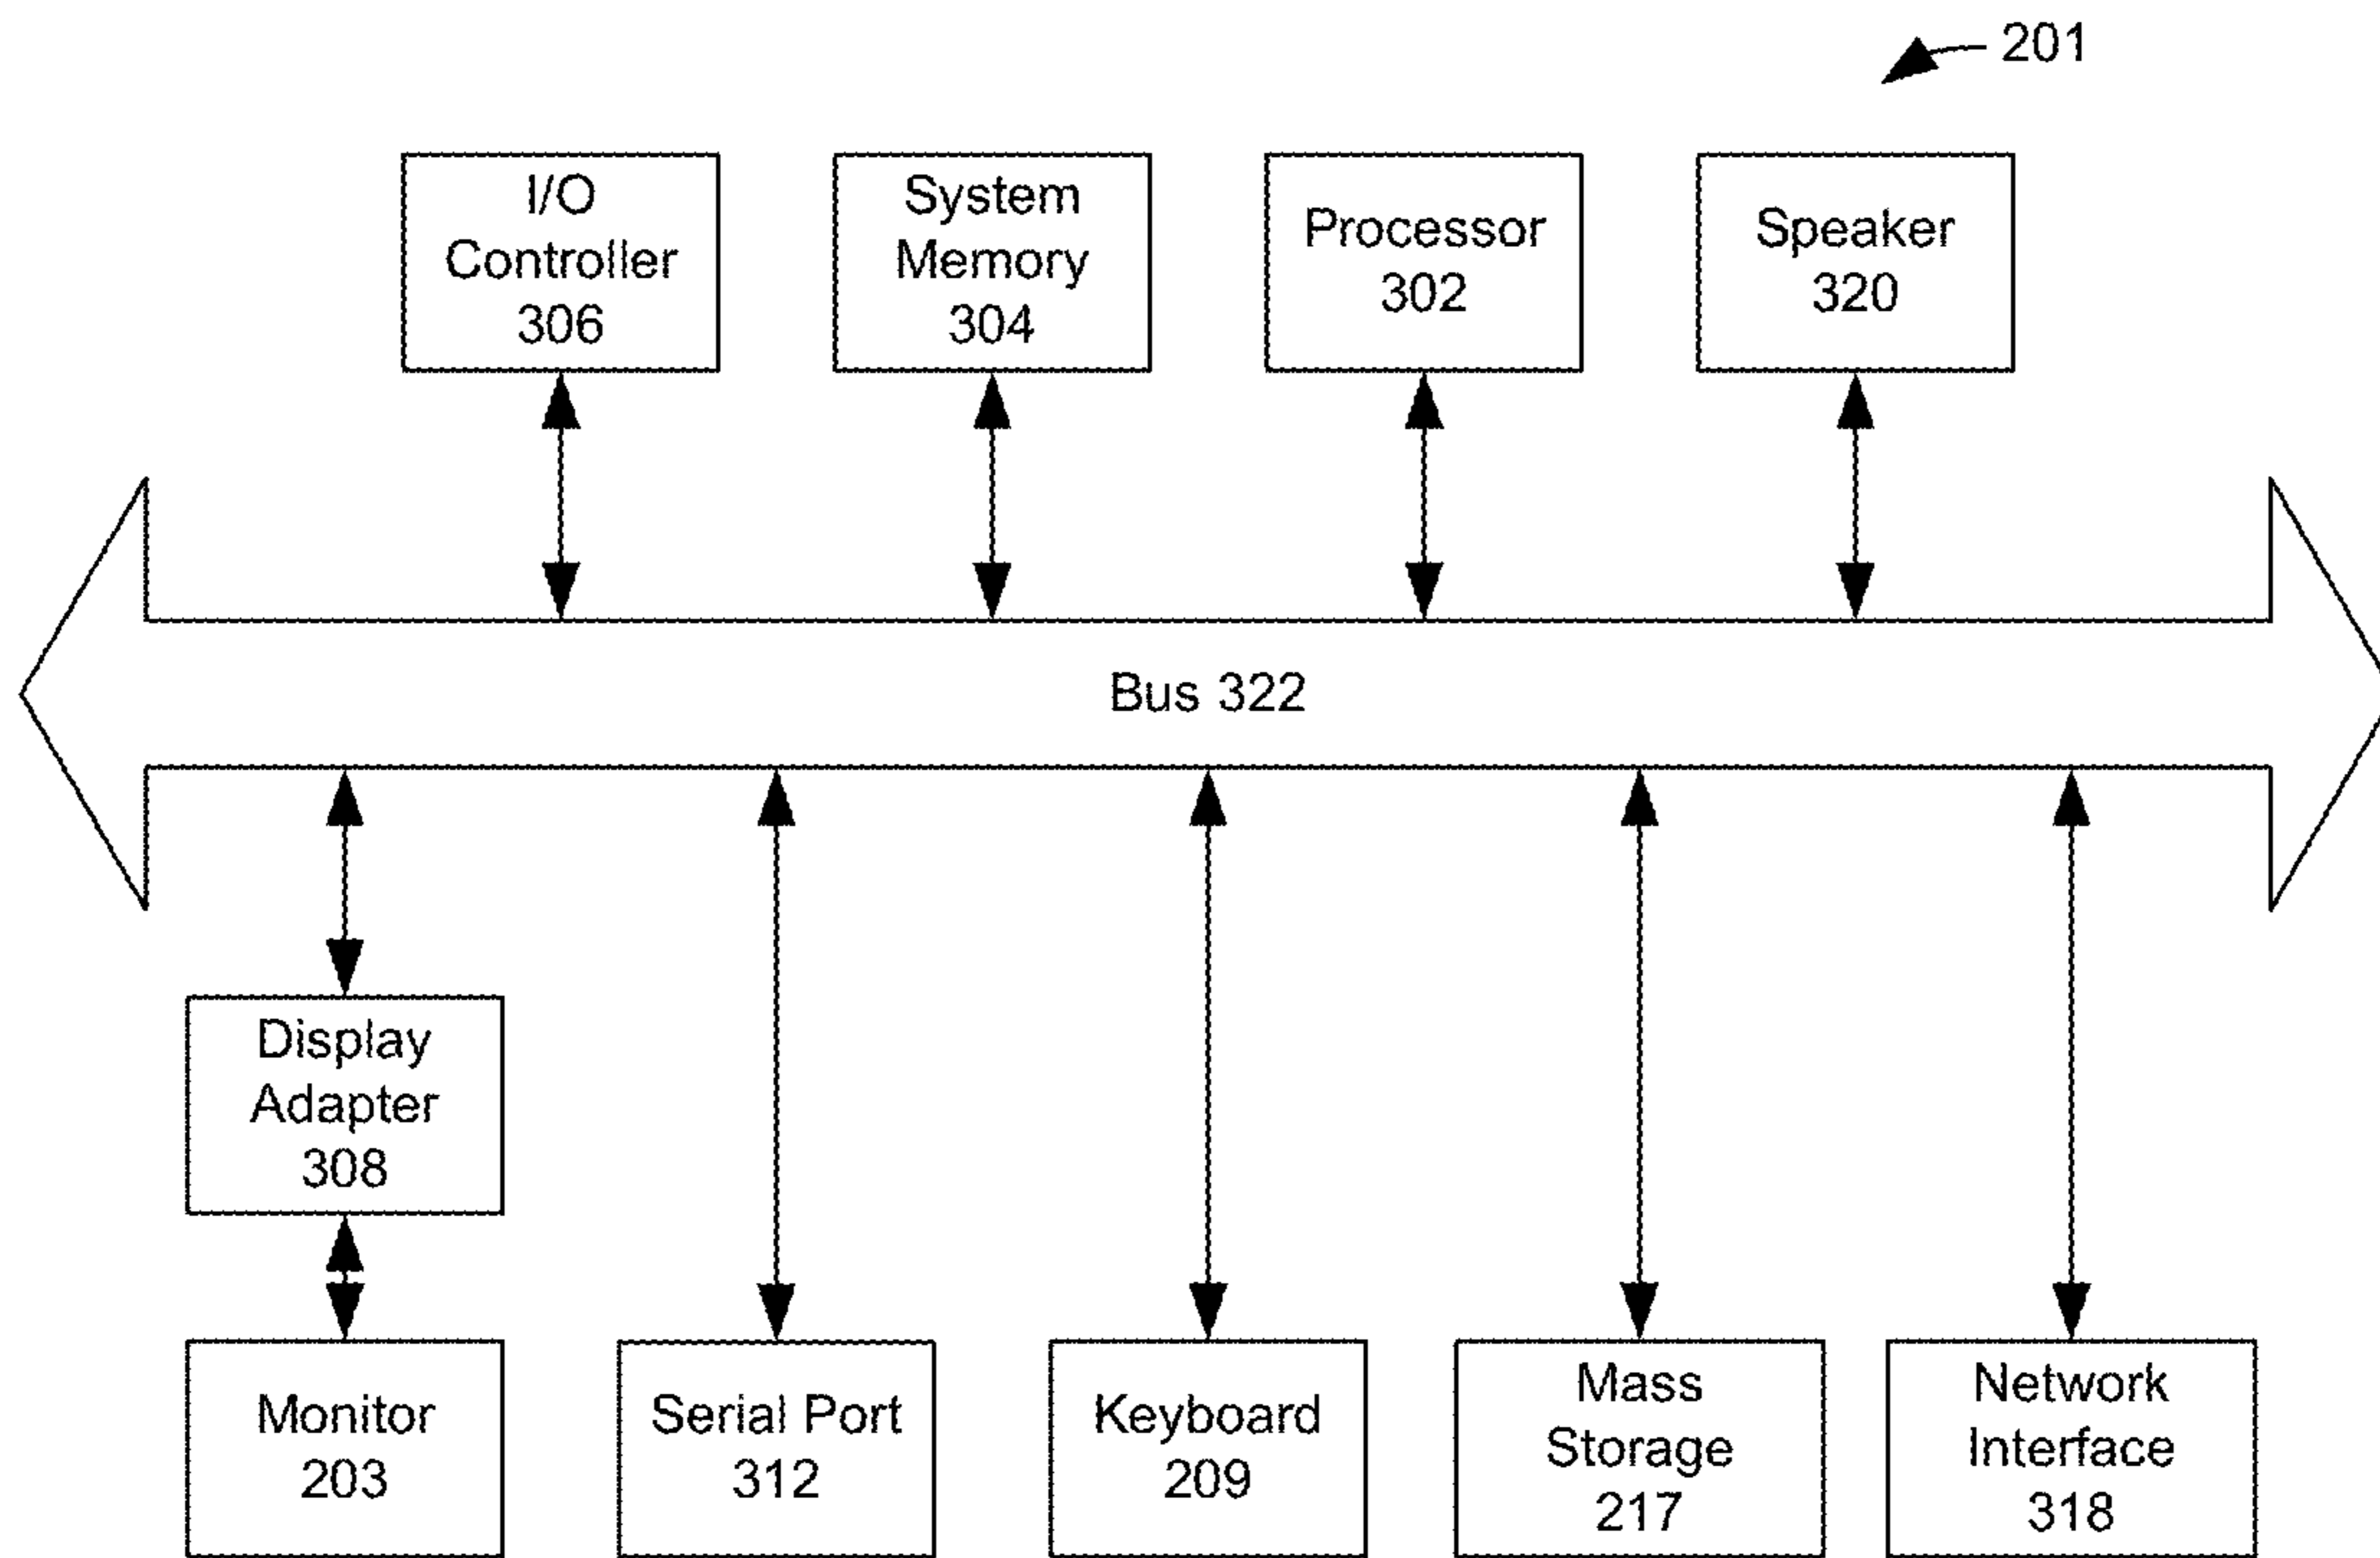 201
I/O
Controller
306
System
Memory
304
Processor
302
Speaker
320
Bus 322
Display
Adapter
308
Monitor
203
Serial Port
312
Keyboard
209
Mass
Storage
217
Network
Interface
318